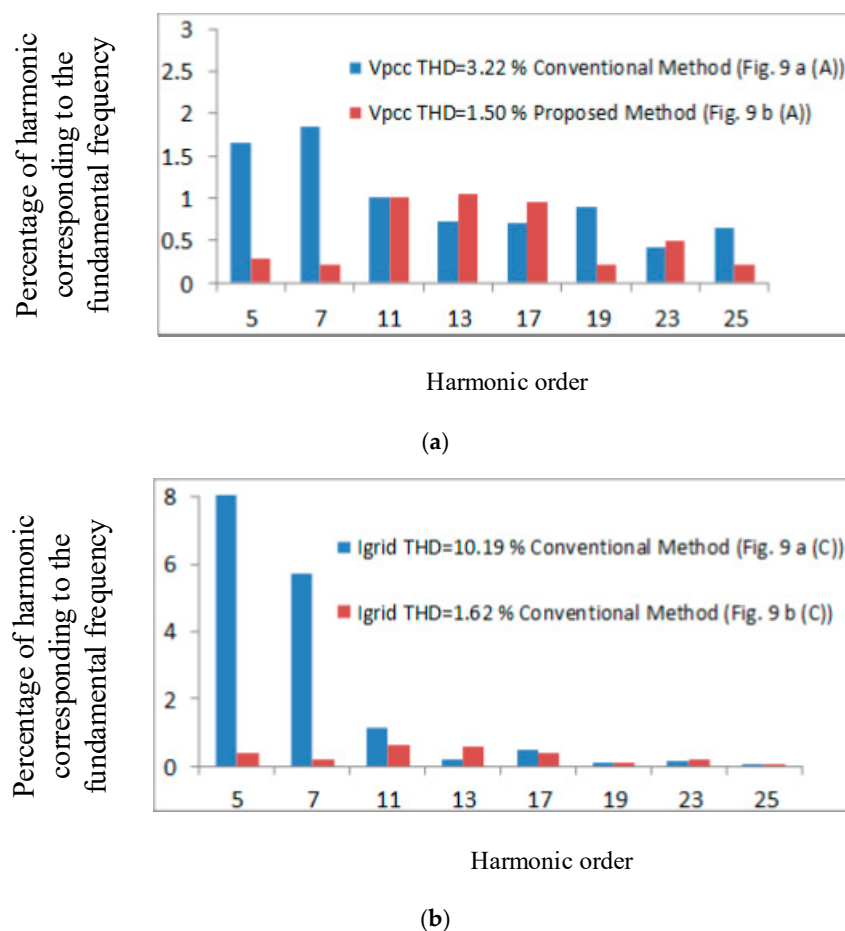 Percentage of harmonic
corresponding to the
fundamental frequency
3
2.5
2
1.5
1
0.5
0
Vpcc THD=3.22 % Conventional Method (Fig. 9 a (A))
Vpcc THD=1.50 % Proposed Method (Fig. 9 b (A))
5 7 11 13 17 19 23 25
Harmonic order
(a)
Percentage of harmonic
corresponding to the
fundamental frequency
8
6
4
2
0
Igrid THD=10.19 % Conventional Method (Fig. 9 a (C))
Igrid THD=1.62 % Conventional Method (Fig. 9 b (C))
5 7 11 13 17 19 23 25
Harmonic order
(b)